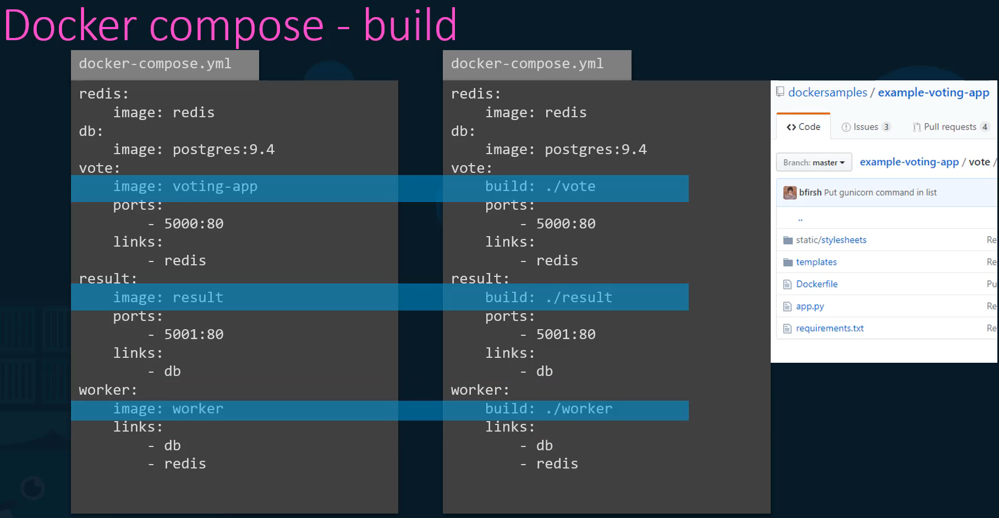 Docker compose - build
docker-compose.yml
redis:
    image: redis
db:
    image: postgres:9.4
vote:
    image: voting-app
    ports:
        - 5000:80
    links:
        - redis
result:
    image: result
    ports:
        - 5001:80
    links:
        - db
worker:
    image: worker
    links:
        - db
        - redis
docker-compose.yml
redis:
    image: redis
db:
    image: postgres:9.4
vote:
    build: ./vote
    ports:
        - 5000:80
    links:
        - redis
result:
    build: ./result
    ports:
        - 5001:80
    links:
        - db
worker:
    build: ./worker
    links:
        - db
        - redis
dockersamples / example-voting-app
<> Code Issues 3 Pull requests 4
Branch: master example-voting-app / vote /
bfirsh Put gunicorn command in list
..
static/stylesheets Re
templates Re
Dockerfile Pu
app.py Re
requirements.txt Re